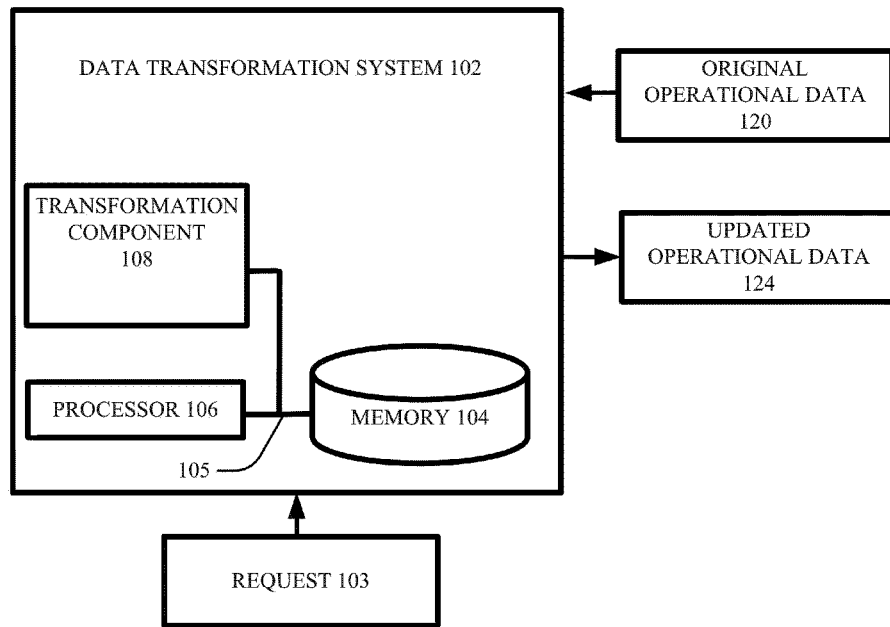 DATA TRANSFORMATION SYSTEM 102
ORIGINAL
OPERATIONAL DATA
120
TRANSFORMATION
COMPONENT
108
UPDATED
OPERATIONAL DATA
124
PROCESSOR 106
MEMORY 104
105
REQUEST 103